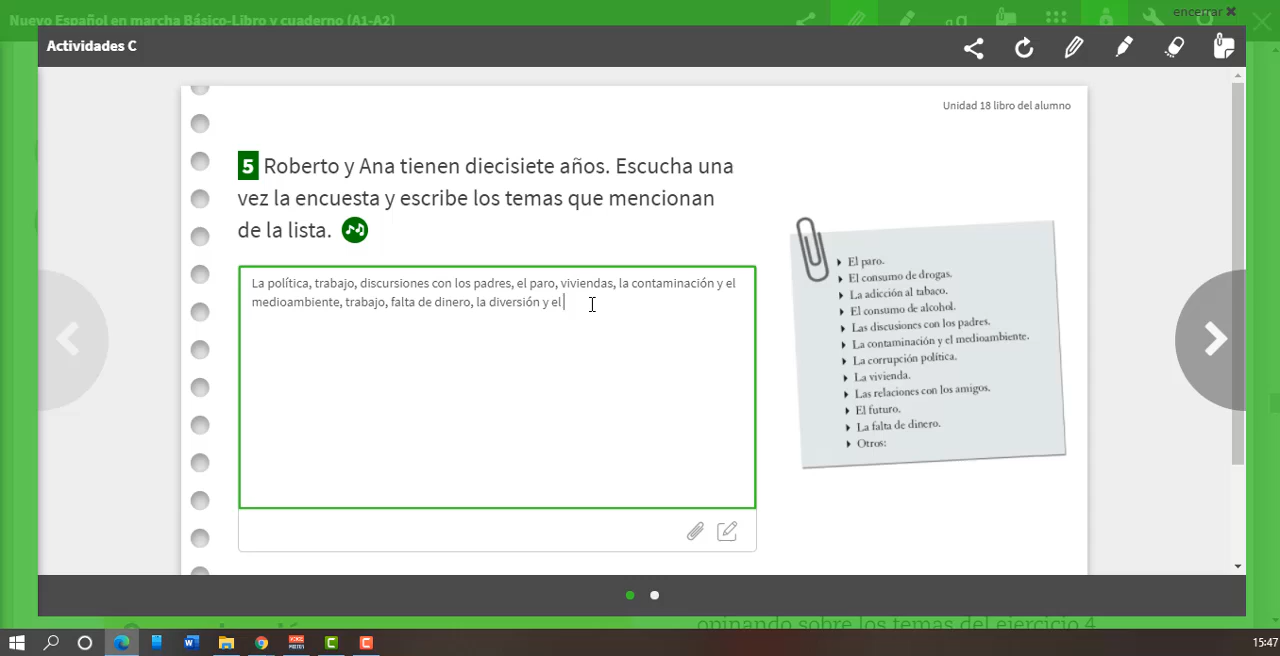 Nuevo Español en marcha Básico-Libro y cuaderno (A1-A2)
encerrar
Actividades C
Unidad 18 libro del alumno
5 Roberto y Ana tienen diecisiete años. Escucha una
vez la encuesta y escribe los temas que mencionan
de la lista.
La política, trabajo, discursiones con los padres, el paro, viviendas, la contaminación y el
medioambiente, trabajo, falta de dinero, la diversión y el
El paro.
El consumo de drogas.
La adicción al tabaco.
El consumo de alcohol.
Las discusiones con los padres.
La contaminación y el medioambiente.
La corrupción política.
La vivienda.
Las relaciones con los amigos.
El futuro.
La falta de dinero.
Otros:
opinando sobre los temas del ejercicio 4
15:47